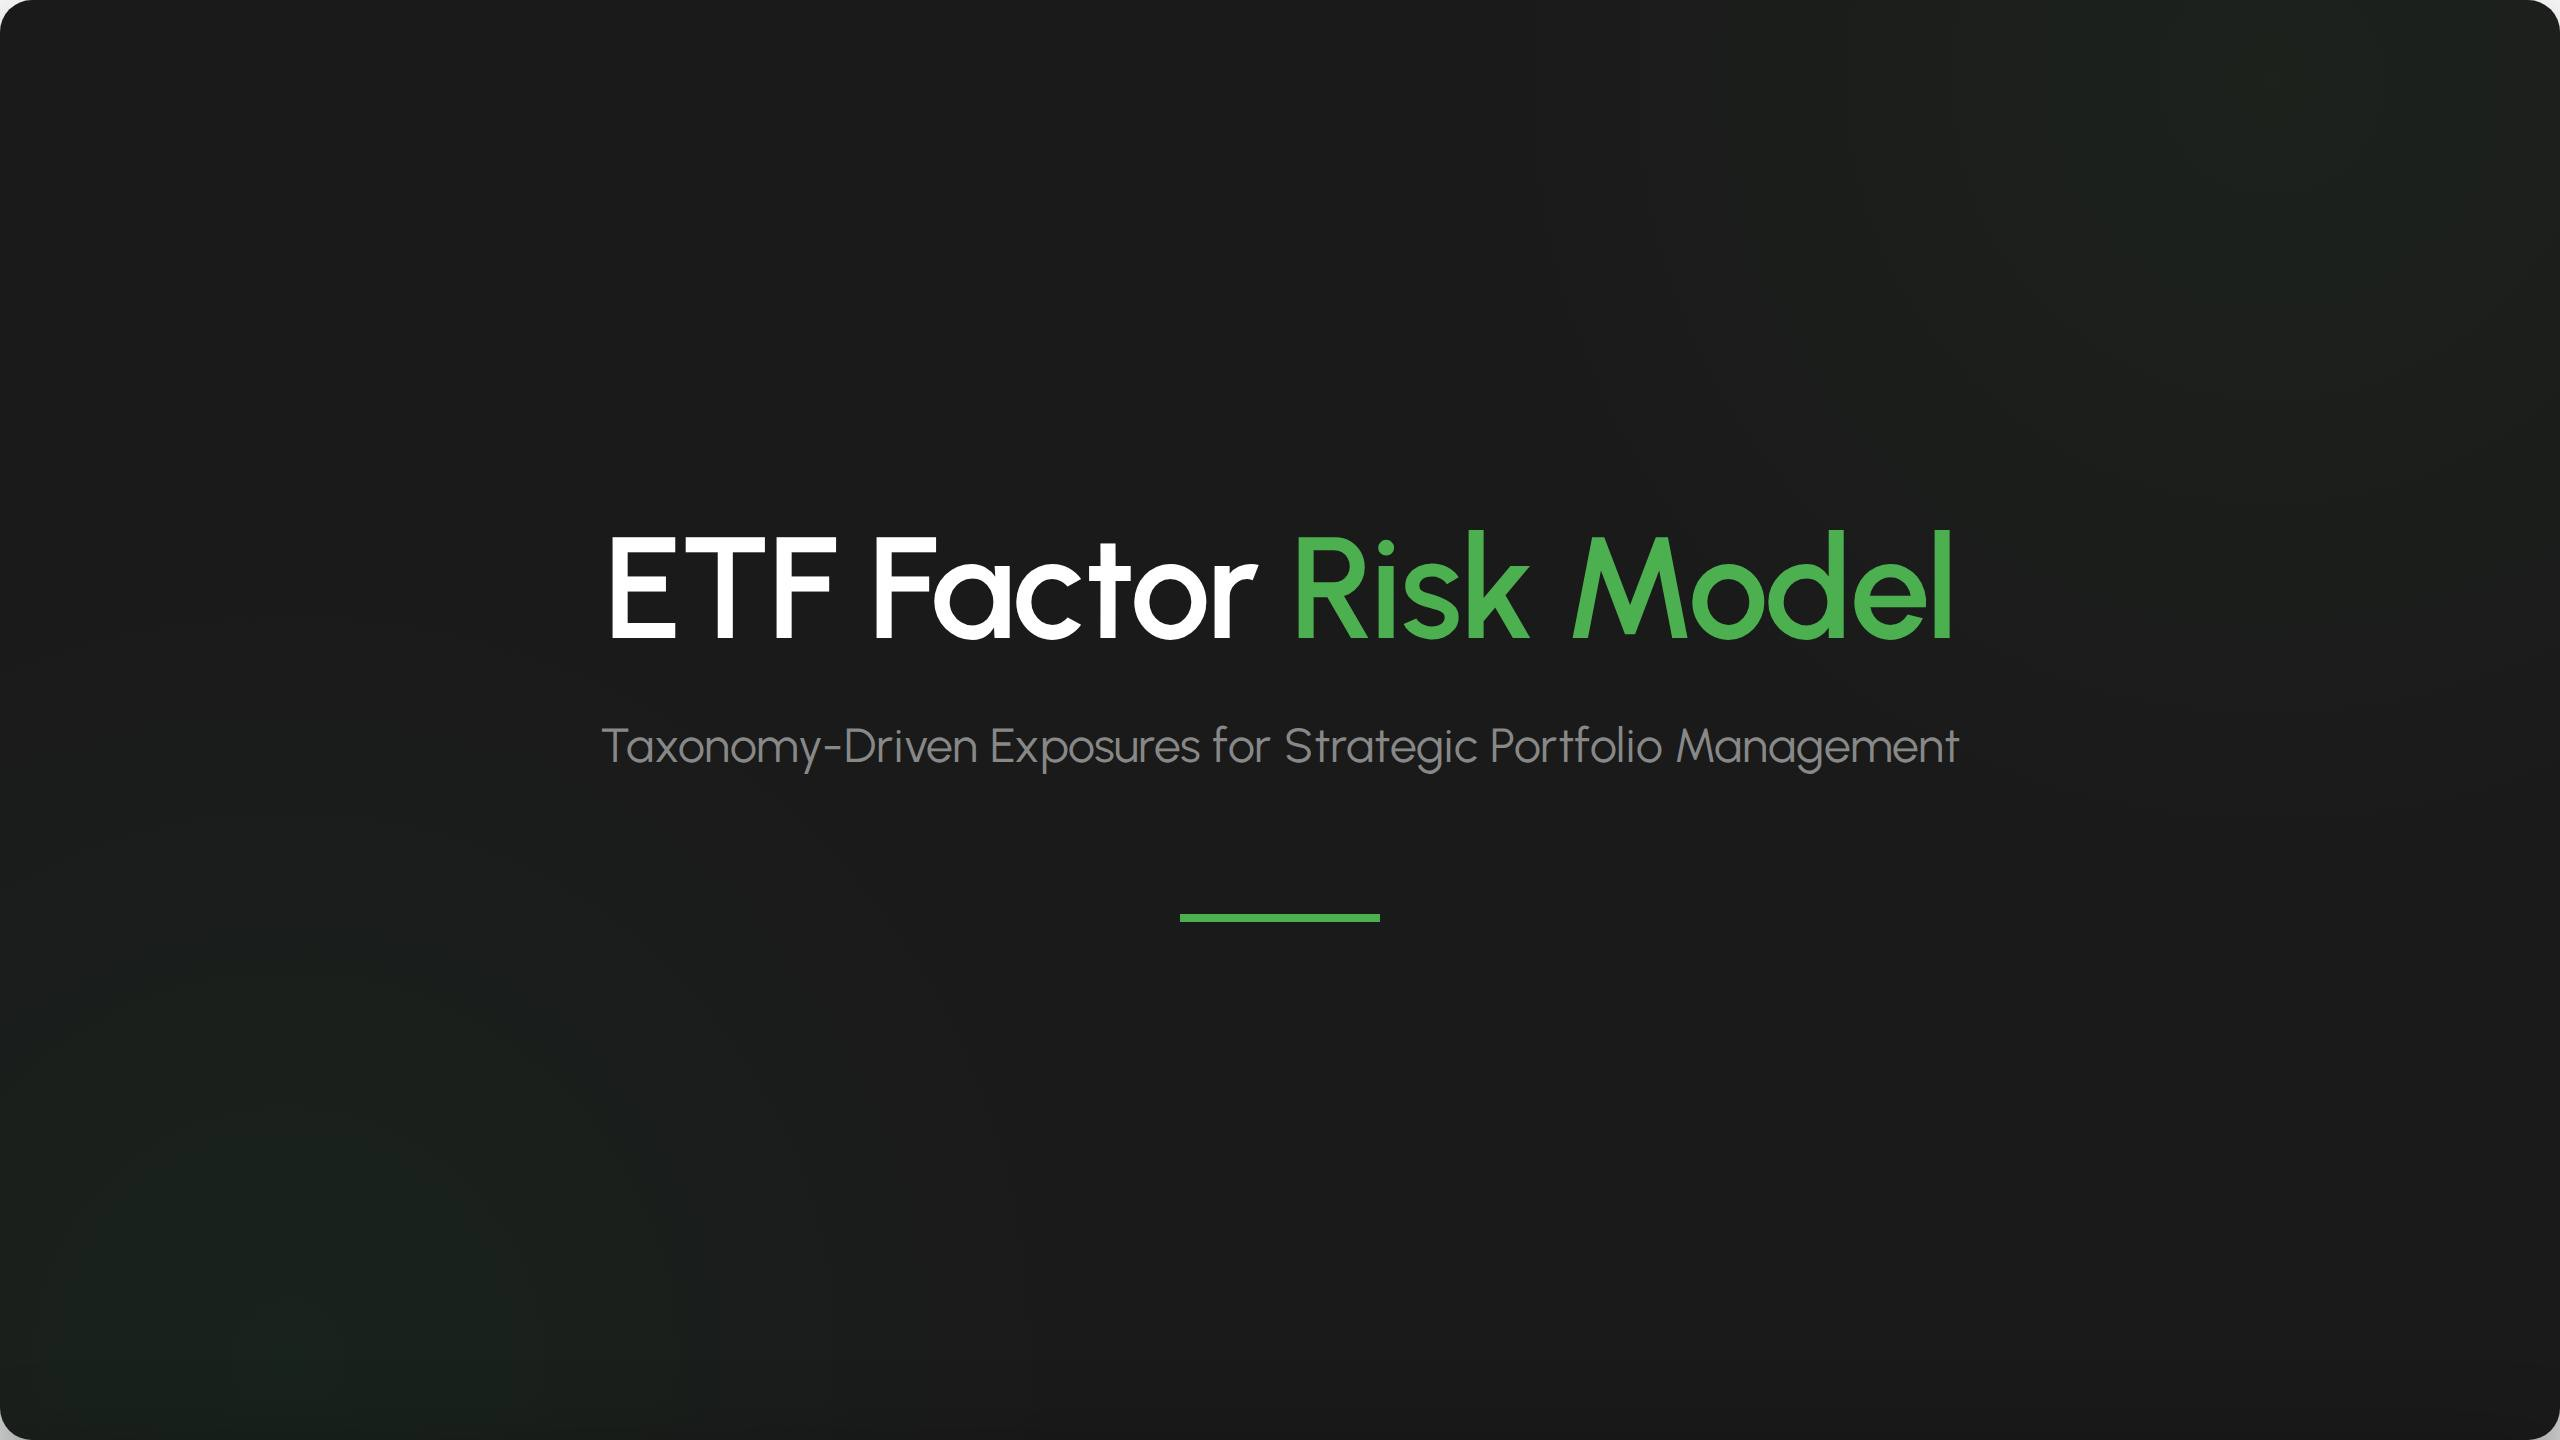 ETF Factor Risk Model
Taxonomy-Driven Exposures for Strategic Portfolio Management